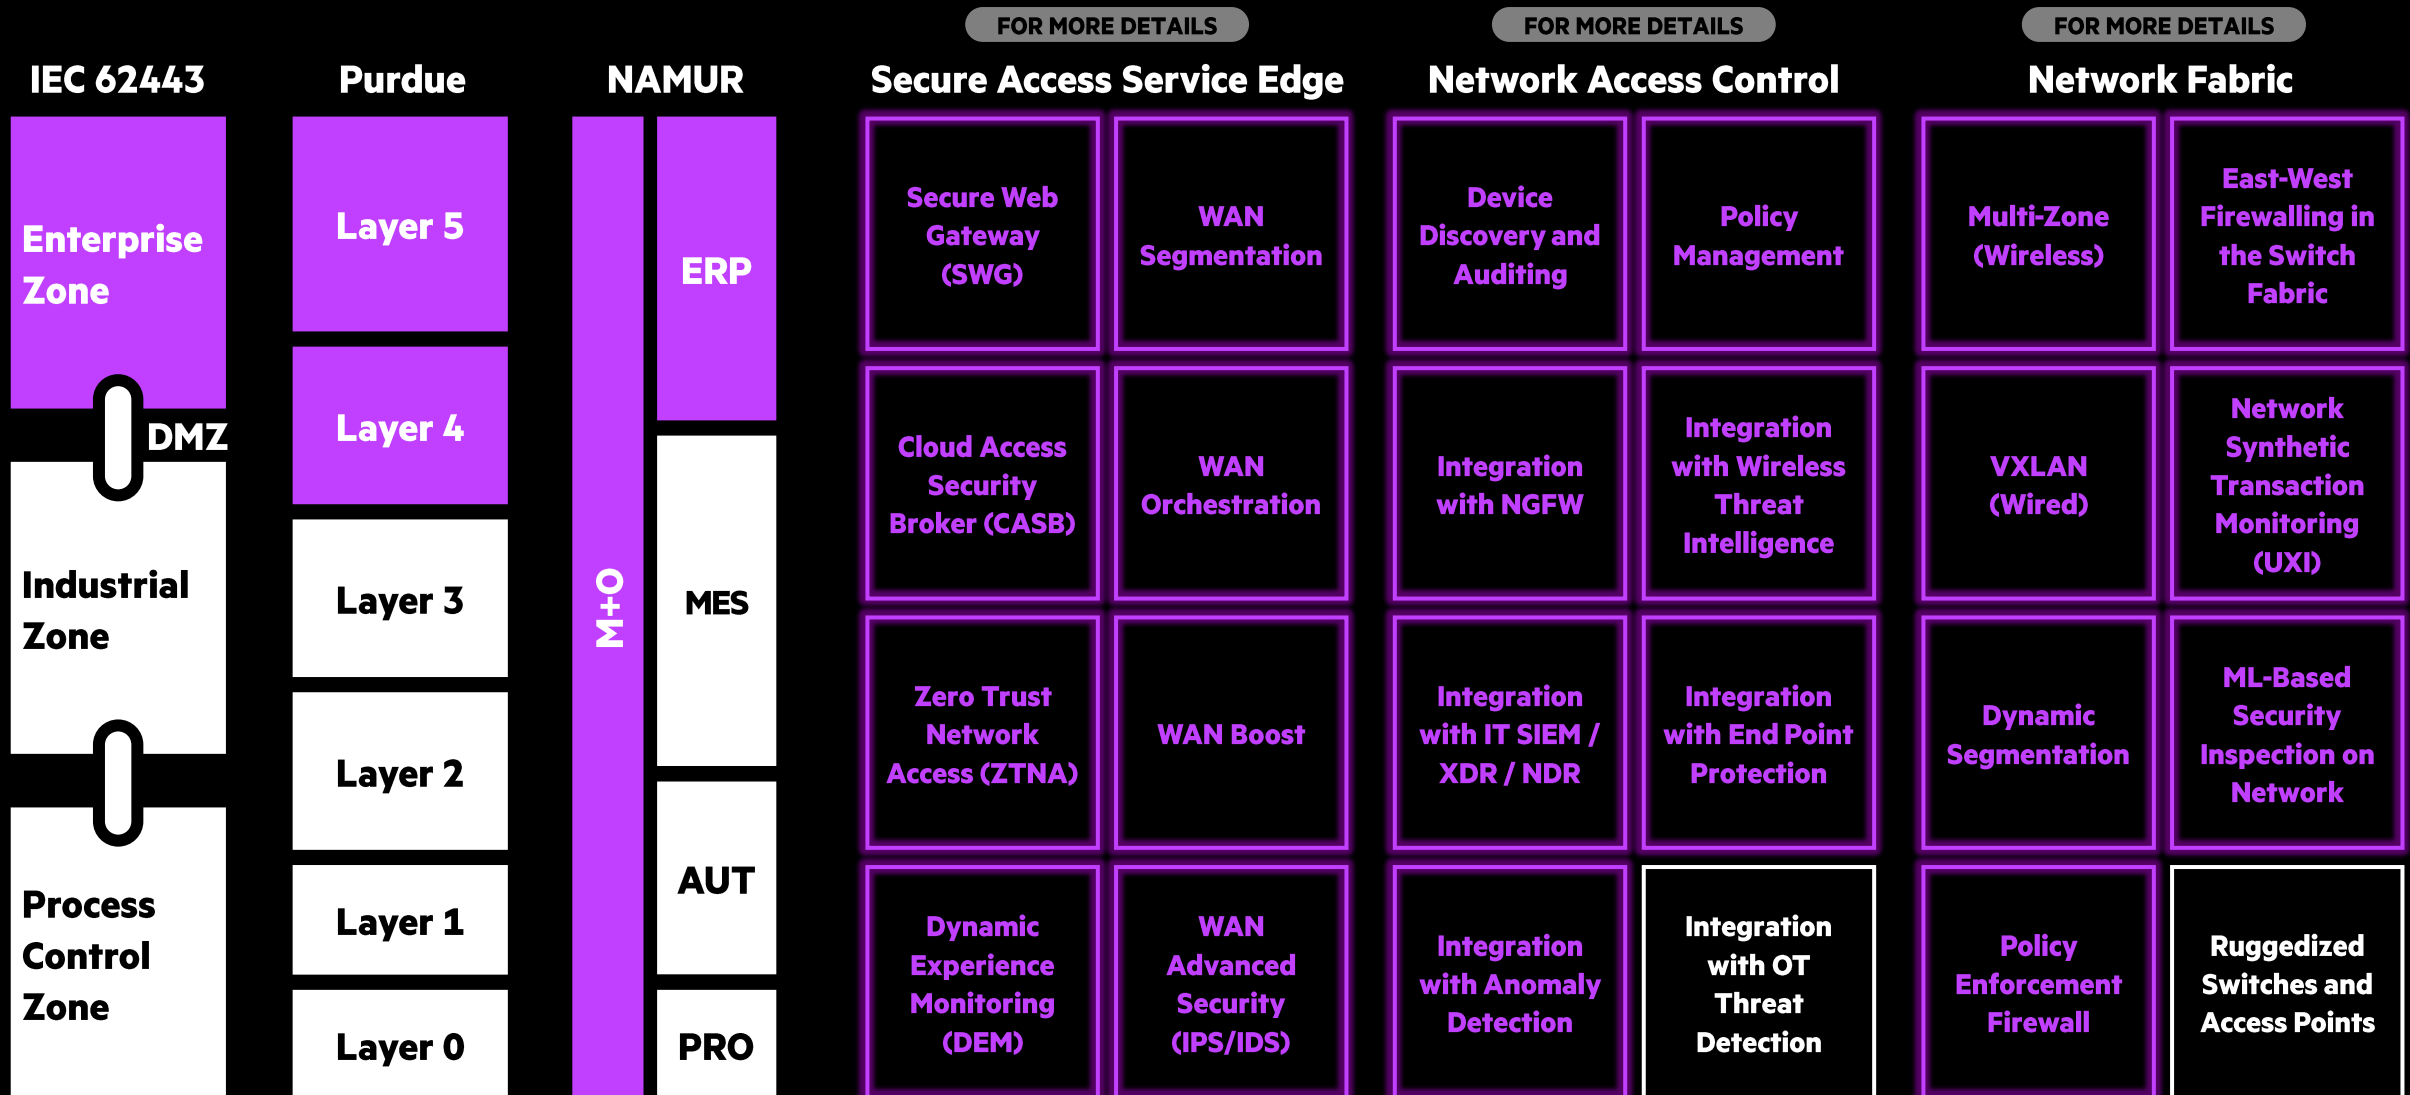 FOR MORE DETAILS
FOR MORE DETAILS
FOR MORE DETAILS
IEC 62443
Purdue
NAMUR
Secure Access Service Edge
Network Access Control
Network Fabric
Enterprise
Zone
DMZ
Industrial
Zone
Process
Control
Zone
Layer 5
Layer 4
Layer 3
Layer 2
Layer 1
Layer 0
M+O
ERP
MES
AUT
PRO
Secure Web
Gateway
(SWG)
WAN
Segmentation
Cloud Access
Security
Broker (CASB)
WAN
Orchestration
Zero Trust
Network
Access (ZTNA)
WAN Boost
Dynamic
Experience
Monitoring
(DEM)
WAN
Advanced
Security
(IPS/IDS)
Device
Discovery and
Auditing
Policy
Management
Integration
with NGFW
Integration
with Wireless
Threat
Intelligence
Integration
with IT SIEM /
XDR / NDR
Integration
with End Point
Protection
Integration
with Anomaly
Detection
Integration
with OT
Threat
Detection
Multi-Zone
(Wireless)
East-West
Firewalling in
the Switch
Fabric
VXLAN
(Wired)
Network
Synthetic
Transaction
Monitoring
(UXI)
Dynamic
Segmentation
ML-Based
Security
Inspection on
Network
Policy
Enforcement
Firewall
Ruggedized
Switches and
Access Points